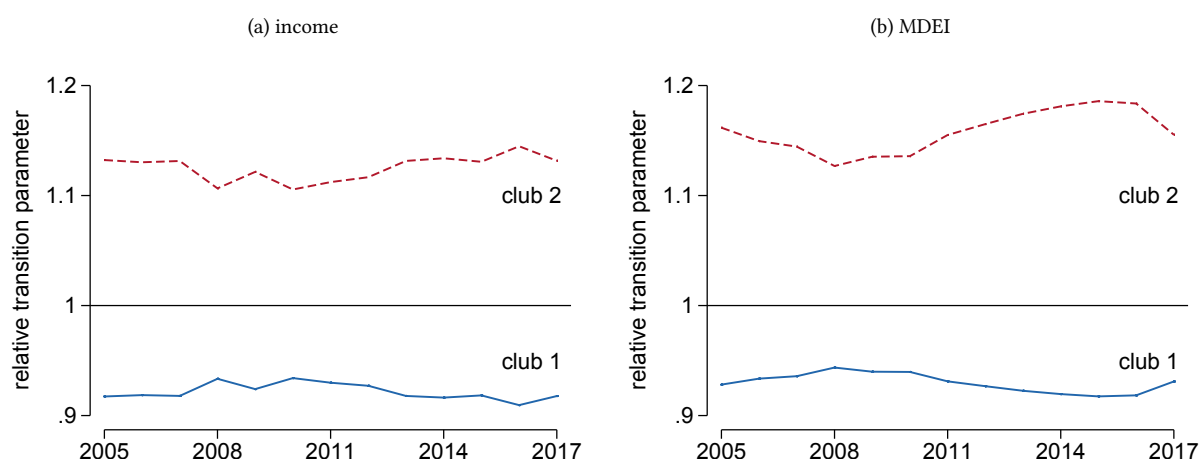 (a) income
relative transition parameter
1.2
1.1
1
.9
club 2
club 1
2005 2008 2011 2014 2017
(b) MDEI
relative transition parameter
1.2
1.1
1
.9
club 2
club 1
2005 2008 2011 2014 2017